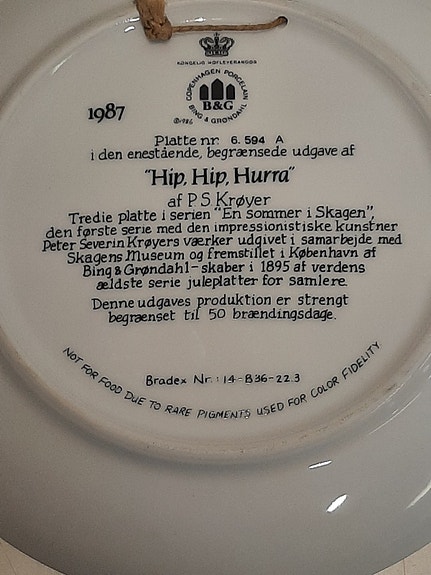 KONGELIG HOFLEVERANDØR
COPENHAGEN PORCELAIN
B&G
BING & GRØNDAHL
©1986
1987
Platte nr. 6.594 A
i den enestående, begrænsede udgave af
"Hip, Hip, Hurra"
af P S Krøyer
Tredie platte i serien "En sommer i Skagen",
den første serie med den impressionistiske kunstner
Peter Severin Krøyers værker udgivet i samarbejde med
Skagens Museum og fremstillet i København af
Bing & Grøndahl - skaber i 1895 af verdens
ældste serie juleplatter for samlere.
Denne udgaves produktion er strengt
begrænset til 50 brændingsdage.
Bradex Nr.: 14-B36-22.3
NOT FOR FOOD DUE TO RARE PIGMENTS USED FOR COLOR FIDELITY